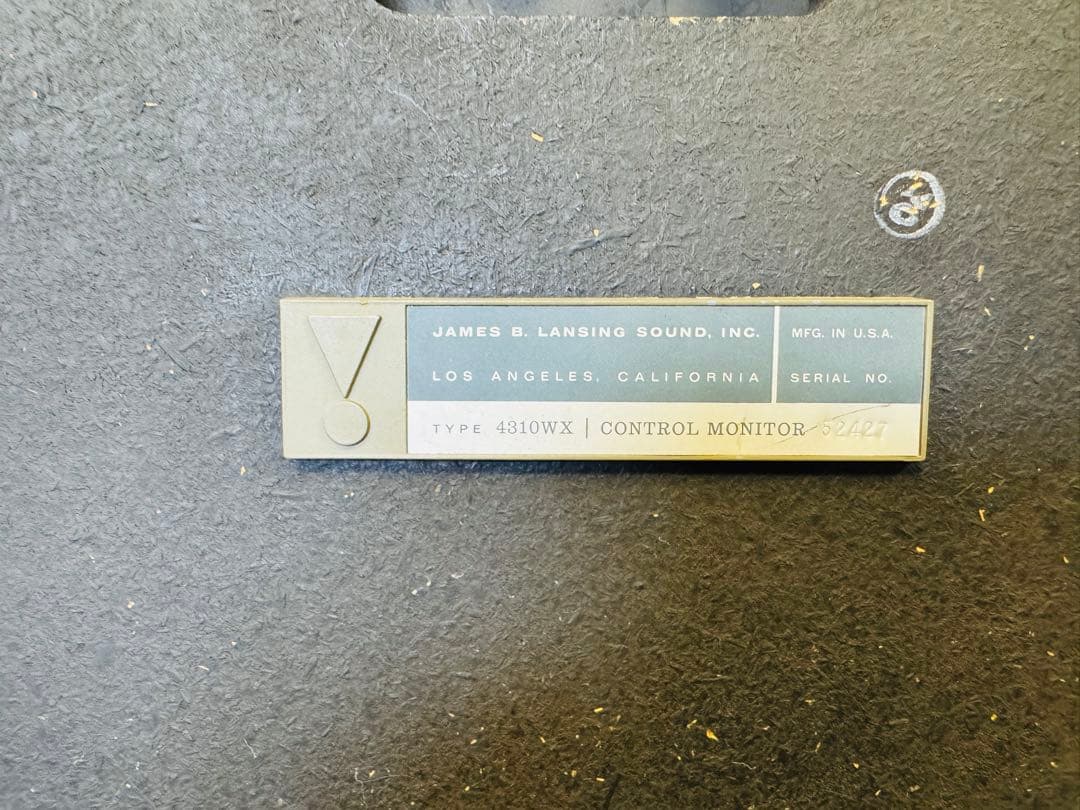 JAMES B. LANSING SOUND, INC.
LOS ANGELES, CALIFORNIA
MFG. IN U.S.A.
SERIAL NO.
TYPE 4310WX | CONTROL MONITOR 52427